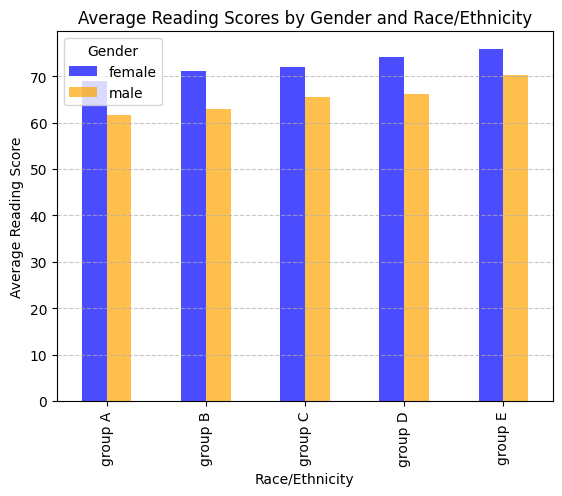 Average Reading Scores by Gender and Race/Ethnicity
Gender
female
male
Average Reading Score
70
60
50
40
30
20
10
0
group A
group B
group C
group D
group E
Race/Ethnicity